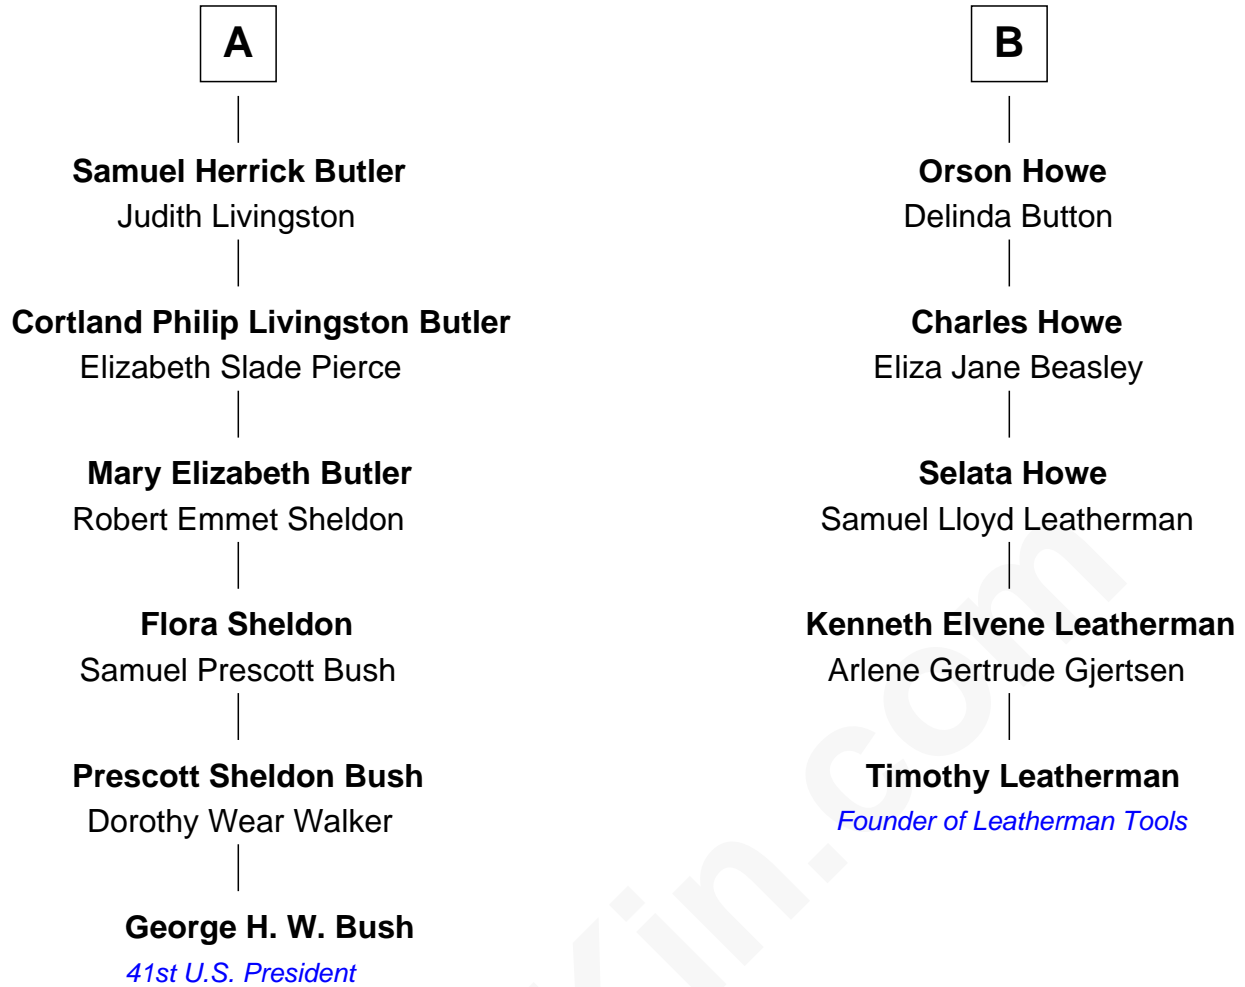 A
Samuel Herrick Butler
Judith Livingston
Cortland Philip Livingston Butler
Elizabeth Slade Pierce
Mary Elizabeth Butler
Robert Emmet Sheldon
Flora Sheldon
Samuel Prescott Bush
Prescott Sheldon Bush
Dorothy Wear Walker
George H. W. Bush
41st U.S. President
B
Orson Howe
Delinda Button
Charles Howe
Eliza Jane Beasley
Selata Howe
Samuel Lloyd Leatherman
Kenneth Elvene Leatherman
Arlene Gertrude Gjertsen
Timothy Leatherman
Founder of Leatherman Tools
Kin.com